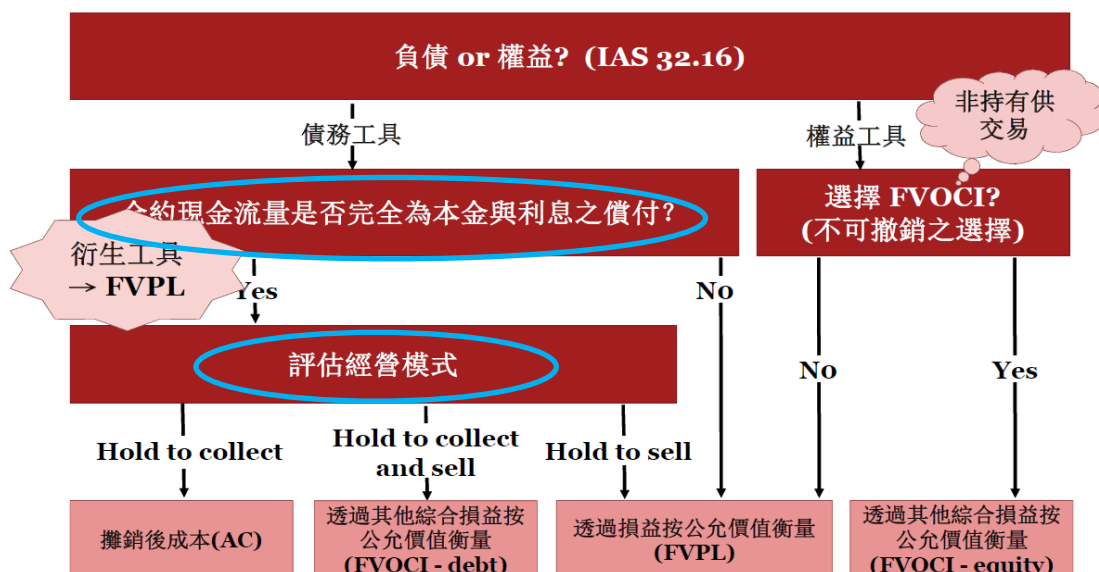 負債 or 權益? (IAS 32.16)
非持有供
交易
債務工具
權益工具
合約現金流量是否完全為本金與利息之償付?
選擇 FVOCI?
(不可撤銷之選擇)
衍生工具
→ FVPL
Yes
No
評估經營模式
No
Yes
Hold to collect
Hold to collect
and sell
Hold to sell
攤銷後成本(AC)
透過其他綜合損益按
公允價值衡量
(FVOCI - debt)
透過損益按公允價值衡量
(FVPL)
透過其他綜合損益按
公允價值衡量
(FVOCI - equity)